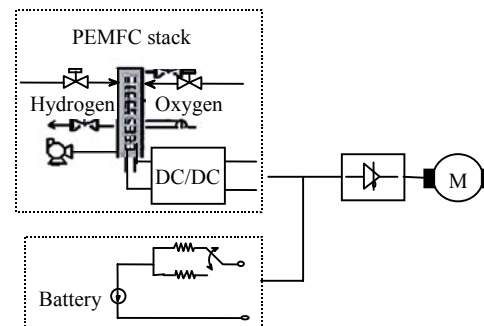 PEMFC stack
Hydrogen
Oxygen
DC/DC
M
Battery